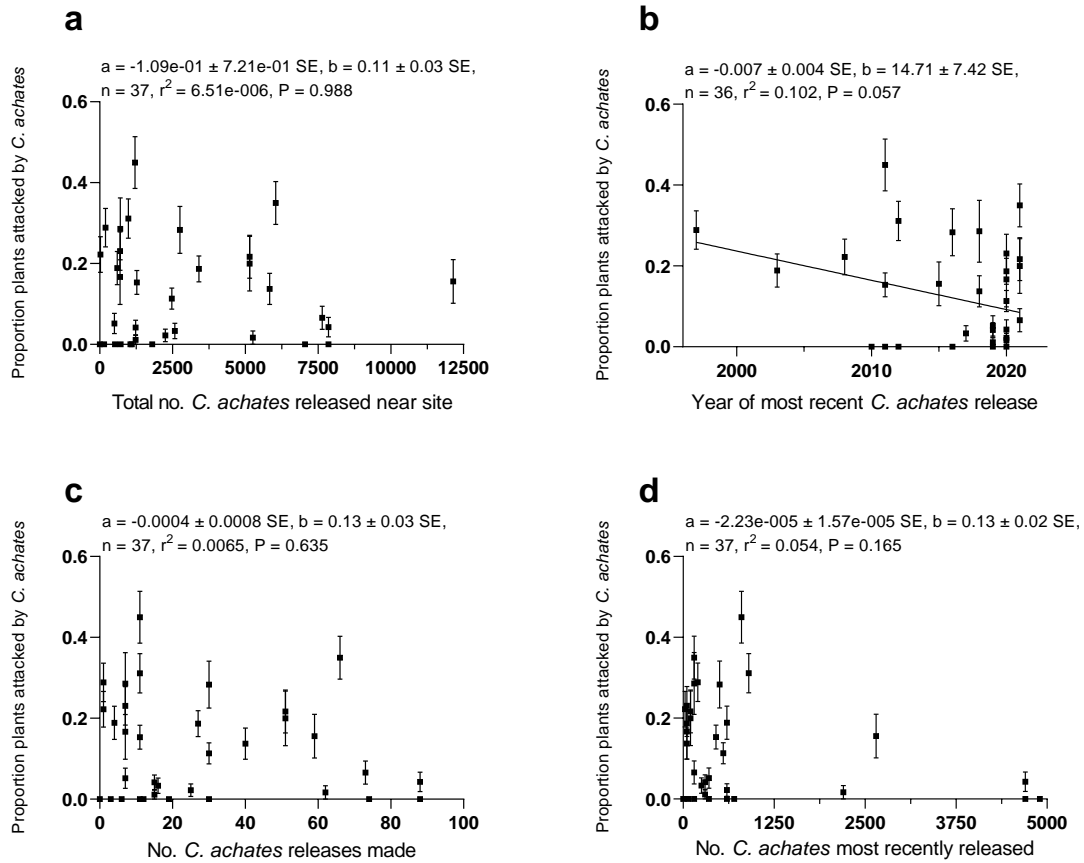 a
a = -1.09e-01 ± 7.21e-01 SE, b = 0.11 ± 0.03 SE,
n = 37, r² = 6.51e-006, P = 0.988
Proportion plants attacked by C. achates
0.6
0.4
0.2
0.0
0 2500 5000 7500 10000 12500
Total no. C. achates released near site
b
a = -0.007 ± 0.004 SE, b = 14.71 ± 7.42 SE,
n = 36, r² = 0.102, P = 0.057
Proportion plants attacked by C. achates
0.6
0.4
0.2
0.0
2000 2010 2020
Year of most recent C. achates release
c
a = -0.0004 ± 0.0008 SE, b = 0.13 ± 0.03 SE,
n = 37, r² = 0.0065, P = 0.635
Proportion plants attacked by C. achates
0.6
0.4
0.2
0.0
0 20 40 60 80 100
No. C. achates releases made
d
a = -2.23e-005 ± 1.57e-005 SE, b = 0.13 ± 0.02 SE,
n = 37, r² = 0.054, P = 0.165
Proportion plants attacked by C. achates
0.6
0.4
0.2
0.0
0 1250 2500 3750 5000
No. C. achates most recently released